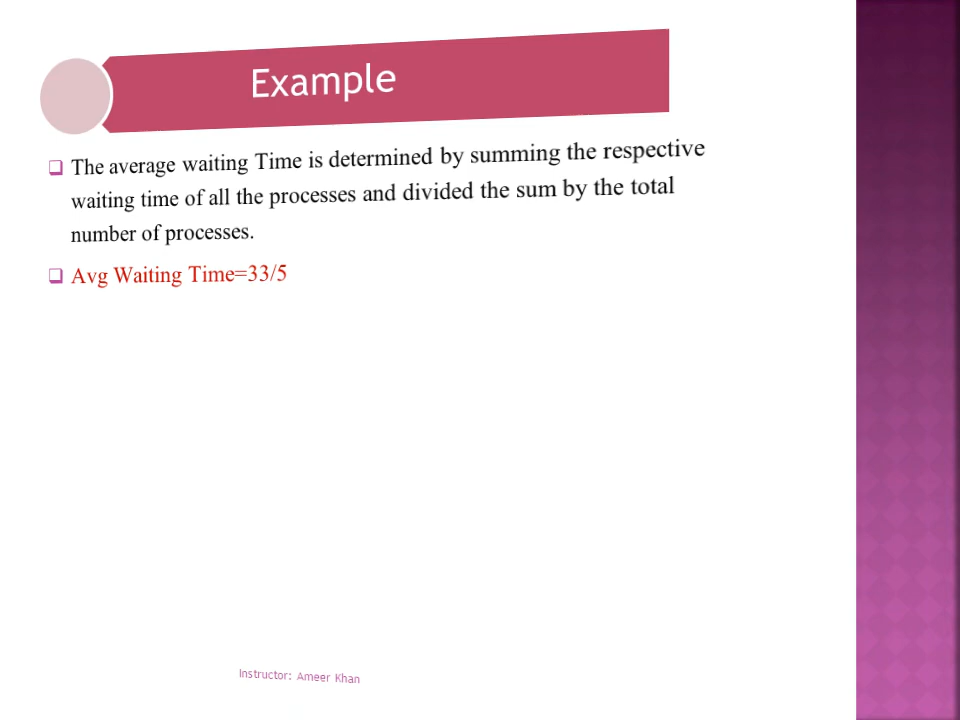 Example
The average waiting Time is determined by summing the respective
waiting time of all the processes and divided the sum by the total
number of processes.
Avg Waiting Time=33/5
Instructor: Ameer Khan